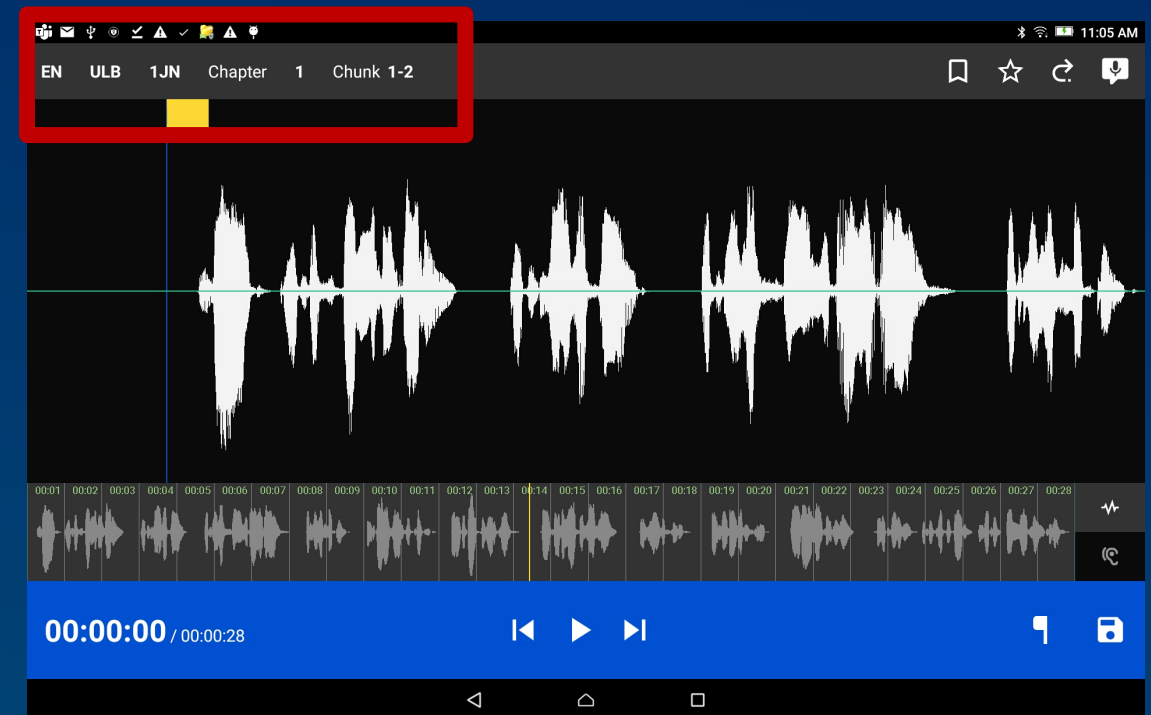 11:05 AM
EN ULB 1JN Chapter 1 Chunk 1-2
00:01 00:02 00:03 00:04 00:05 00:06 00:07 00:08 00:09 00:10 00:11 00:12 00:13 00:14 00:15 00:16 00:17 00:18 00:19 00:20 00:21 00:22 00:23 00:24 00:25 00:26 00:27 00:28
00:00:00 / 00:00:28